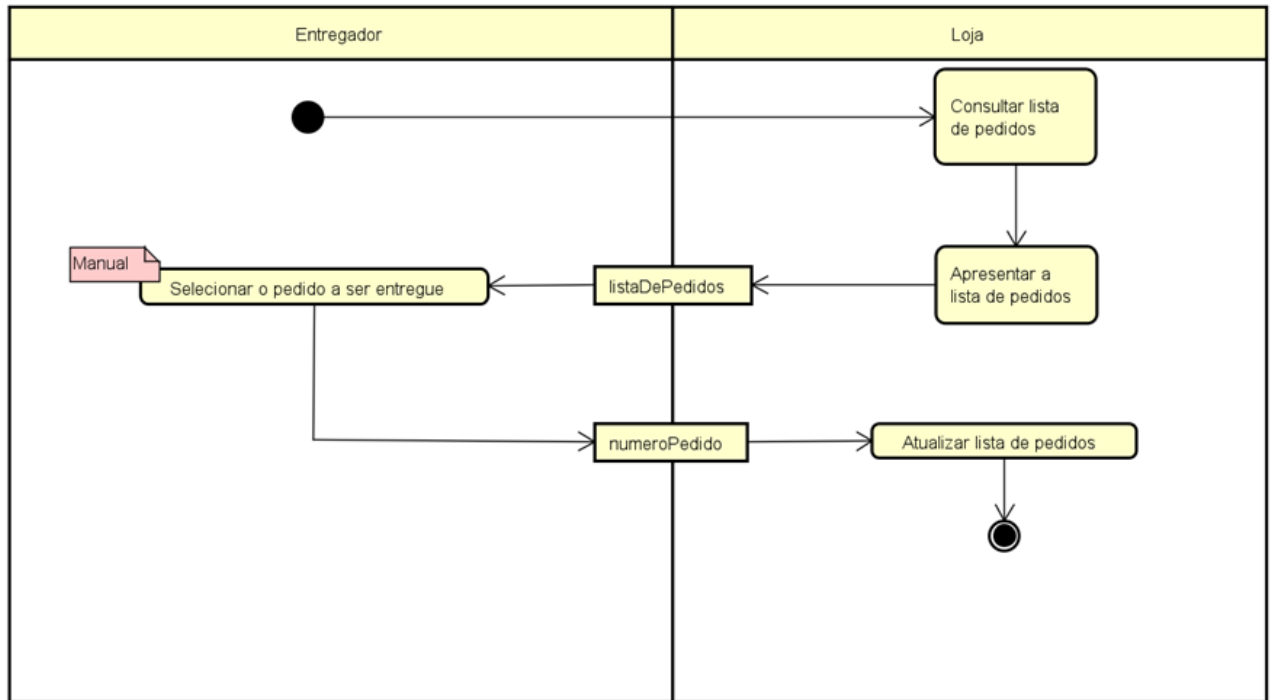 Entregador
Loja
Consultar lista
de pedidos
Manual
Selecionar o pedido a ser entregue
listaDePedidos
Apresentar a
lista de pedidos
numeroPedido
Atualizar lista de pedidos